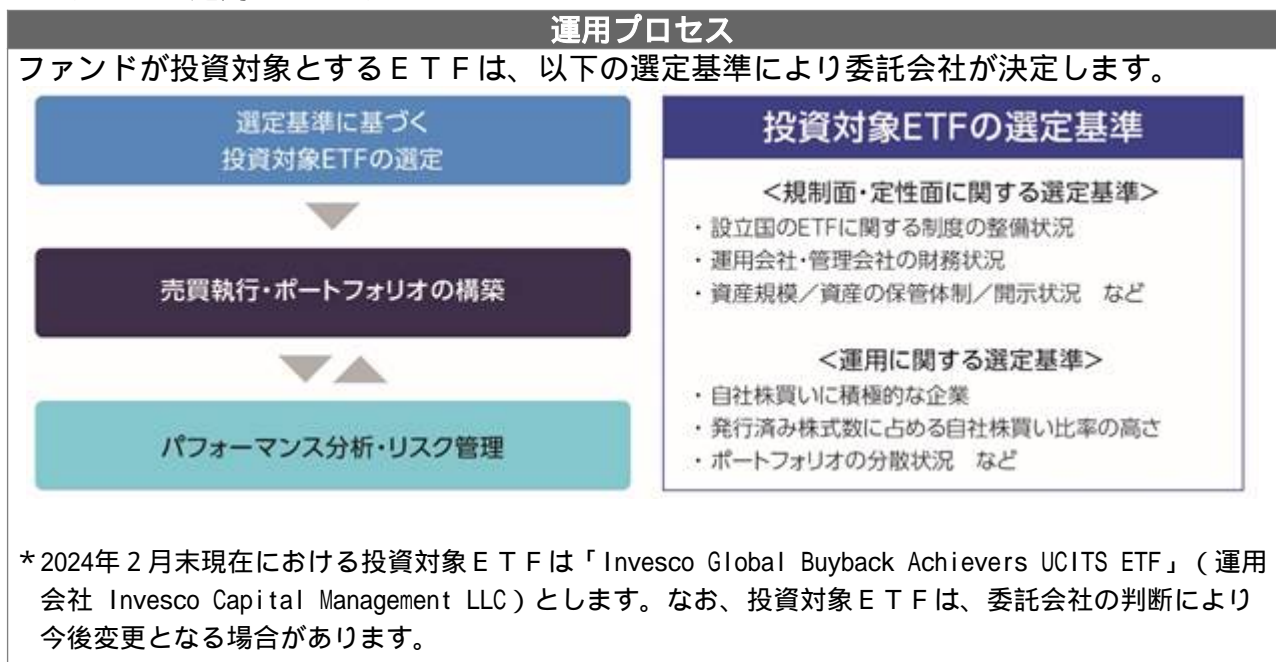 運用プロセス
ファンドが投資対象とするＥＴＦは、以下の選定基準により委託会社が決定します。
選定基準に基づく
投資対象ETFの選定
売買執行・ポートフォリオの構築
パフォーマンス分析・リスク管理
投資対象ETFの選定基準
＜規制面・定性面に関する選定基準＞
・設立国のETFに関する制度の整備状況
・運用会社・管理会社の財務状況
・資産規模／資産の保管体制／開示状況　など
＜運用に関する選定基準＞
・自社株買いに積極的な企業
・発行済み株式数に占める自社株買い比率の高さ
・ポートフォリオの分散状況　など
＊2024年２月末現在における投資対象ＥＴＦは「Invesco Global Buyback Achievers UCITS ETF」（運用
会社 Invesco Capital Management LLC）とします。なお、投資対象ＥＴＦは、委託会社の判断により
今後変更となる場合があります。